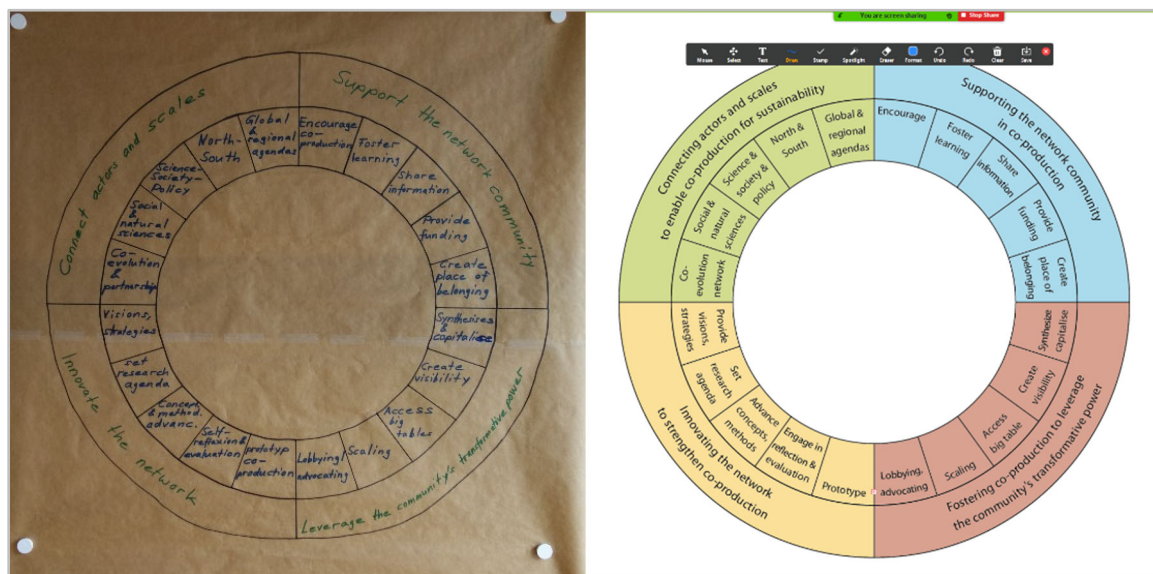 Connect actors and scales
Support the network community
Innovate the network
Leverage the community's transformative power
Global
&
regional
agendas
Encourage
co-
production
Foster
learning
Share
information
Provide
funding
Create
place of
belonging
Synthesises
&
capitalise
Create
visibility
Access
big
tables
Scaling
Lobbying/
advocating
prototyp
co-
production
Self-
reflexion &
evaluation
Concept
& method.
advanc.
set
research
agenda
Visions,
strategies
Co-
evolution &
partnership
Social
&
natural
sciences
Science-
Society-
Policy
North-
South
You are screen sharing
Stop Share
Mouse
Select
Text
Draw
Stamp
Spotlight
Eraser
Format
Undo
Redo
Clear
Save
Connecting actors and scales
to enable co-production for sustainability
Supporting the network community
in co-production
Fostering co-production to leverage
the community's transformative power
Innovating the network
to strengthen co-production
Encourage
Foster
learning
Share
information
Provide
funding
Create
place of
belonging
Synthesize
capitalise
Create
visibility
Access
big table
Scaling
Lobbying,
advocating
Prototype
Engage in
reflection &
evaluation
Advance
concepts,
methods
Set
research
agenda
Provide
visions,
strategies
Co-
evolution
network
Social &
natural
sciences
Science &
society &
policy
North &
South
Global &
regional
agendas